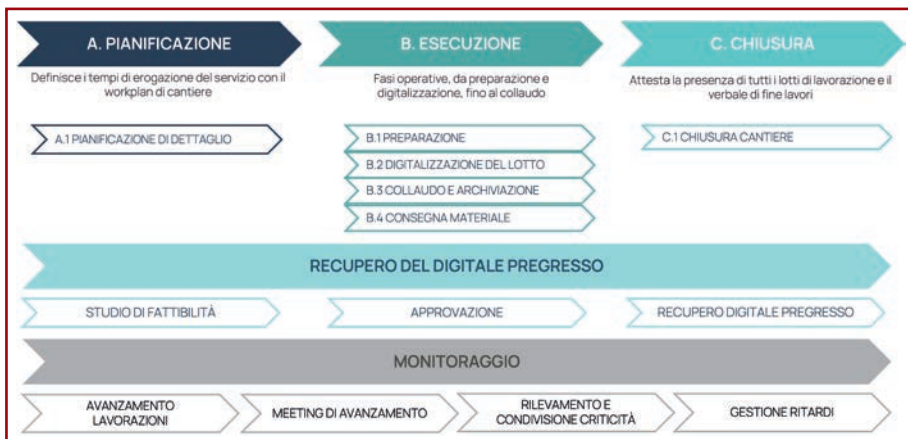 A. PIANIFICAZIONE
B. ESECUZIONE
C. CHIUSURA
Definisce i tempi di erogazione del servizio con il
workplan di cantiere
Fasi operative, da preparazione e
digitalizzazione, fino al collaudo
Attesta la presenza di tutti i lotti di lavorazione e il
verbale di fine lavori
A.1 PIANIFICAZIONE DI DETTAGLIO
B.1 PREPARAZIONE
B.2 DIGITALIZZAZIONE DEL LOTTO
B.3 COLLAUDO E ARCHIVIAZIONE
B.4 CONSEGNA MATERIALE
C.1 CHIUSURA CANTIERE
RECUPERO DEL DIGITALE PREGRESSO
STUDIO DI FATTIBILITÀ
APPROVAZIONE
RECUPERO DIGITALE PREGRESSO
MONITORAGGIO
AVANZAMENTO
LAVORAZIONI
MEETING DI AVANZAMENTO
RILEVAMENTO E
CONDIVISIONE CRITICITÀ
GESTIONE RITARDI